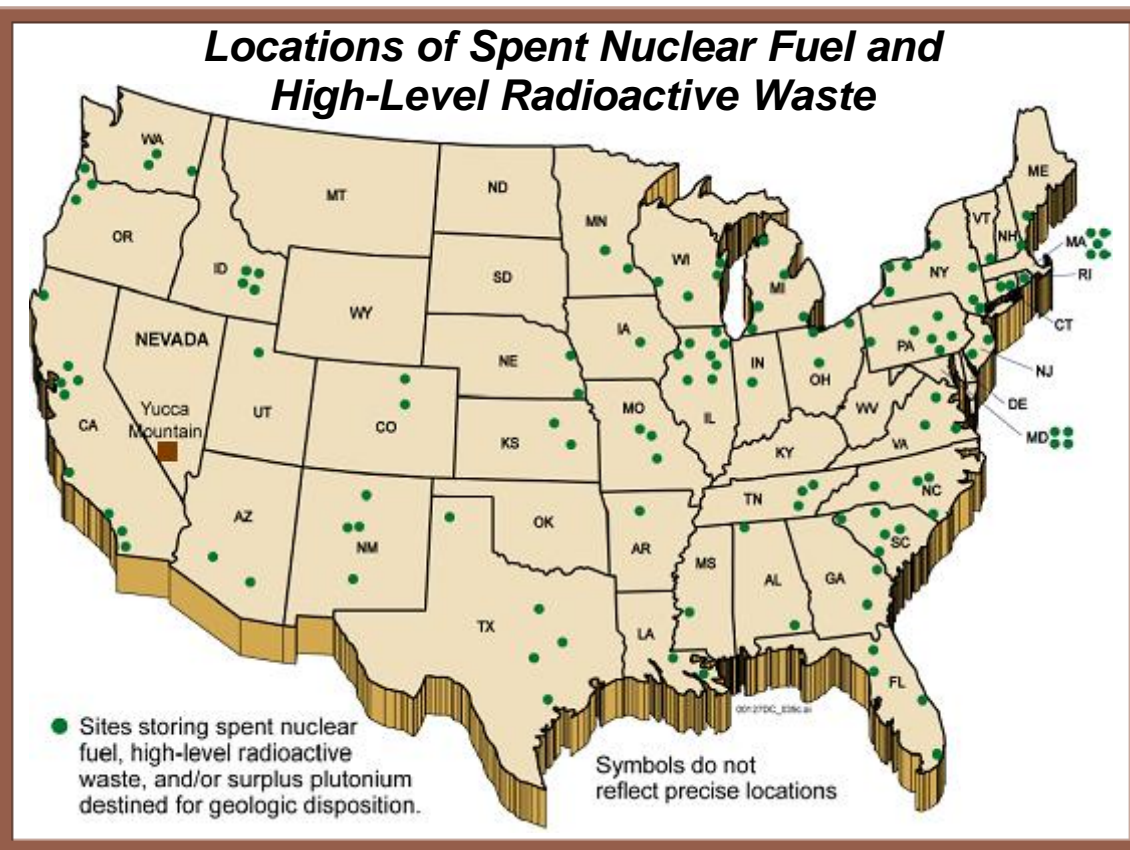 Locations of Spent Nuclear Fuel and
High-Level Radioactive Waste
WA
MT
ND
MN
ME
VT
NH
MA
RI
CT
OR
ID
SD
WI
MI
NY
WY
NEVADA
IA
NE
PA
NJ
IN
OH
DE
Yucca
Mountain
CA
UT
CO
KS
MO
IL
WV
VA
MD
KY
AZ
NM
OK
TN
NC
AR
SC
MS
AL
GA
TX
LA
FL
Sites storing spent nuclear
fuel, high-level radioactive
waste, and/or surplus plutonium
destined for geologic disposition.
Symbols do not
reflect precise locations